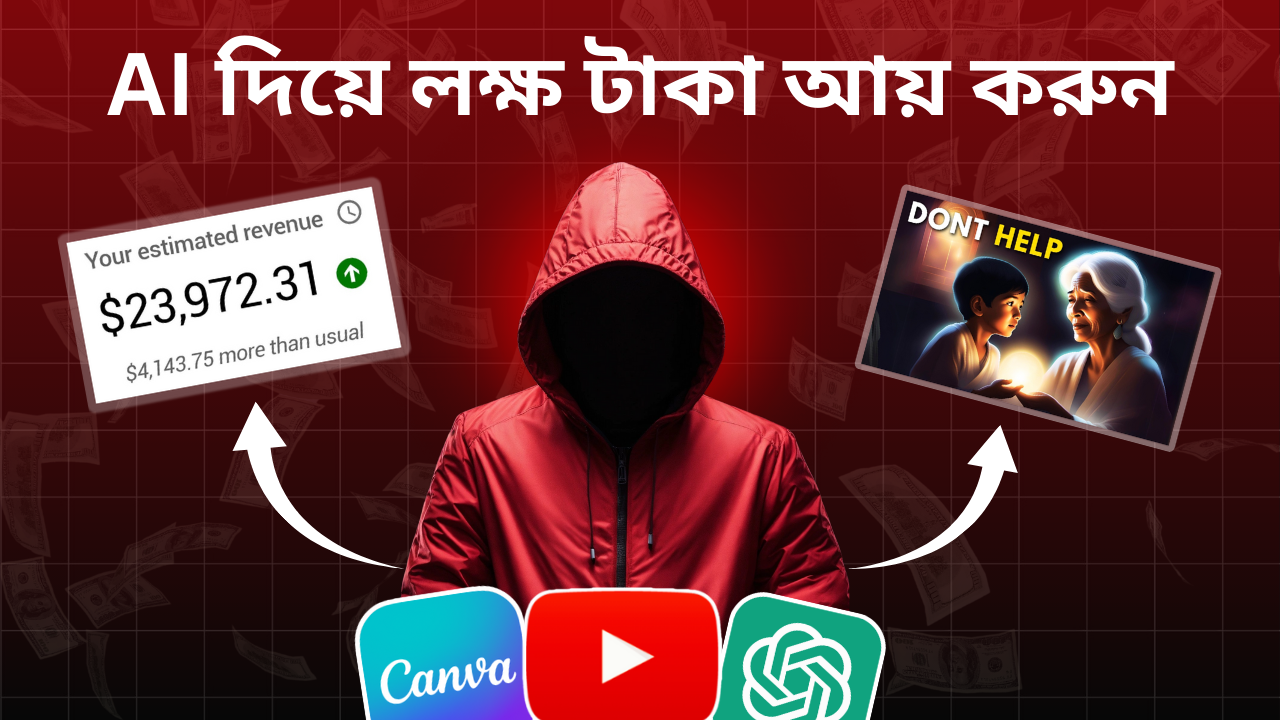 AI দিয়ে লক্ষ টাকা আয় করুন
Your estimated revenue
$23,972.31
$4,143.75 more than usual
DONT HELP
Canva